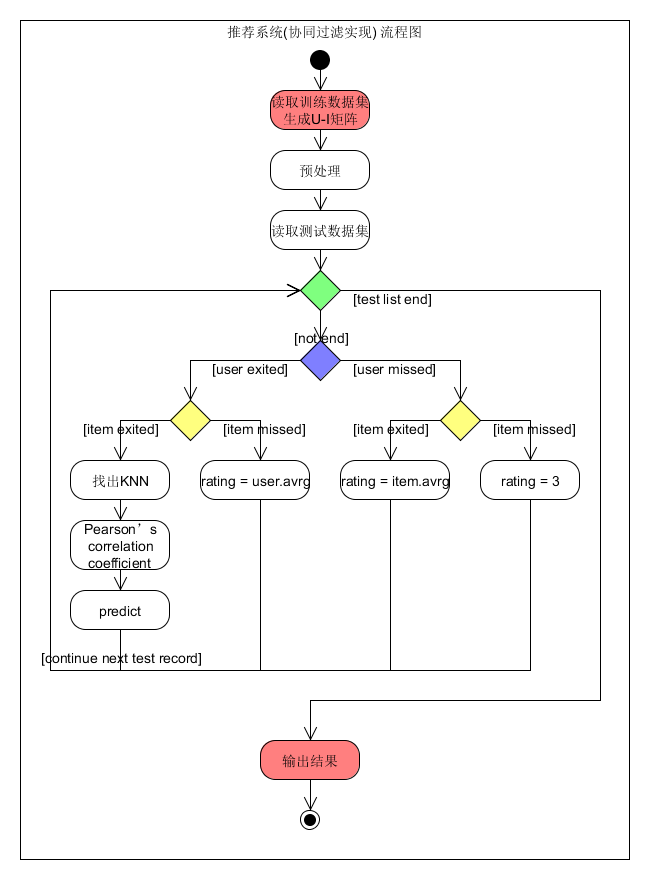 推荐系统(协同过滤实现) 流程图
读取训练数据集
生成U-I矩阵
预处理
读取测试数据集
[test list end]
[not end]
[user exited]
[user missed]
[item exited]
[item missed]
[item exited]
[item missed]
找出KNN
rating = user.avrg
rating = item.avrg
rating = 3
Pearson’s
correlation
coefficient
predict
[continue next test record]
输出结果